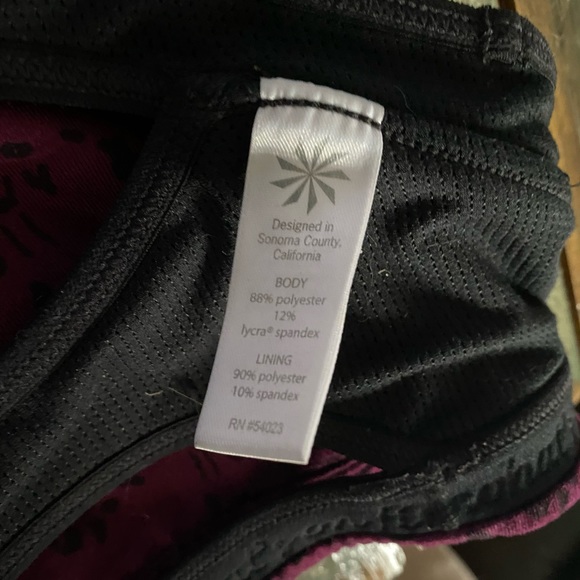 Designed in
Sonoma County,
California
BODY
88% polyester
12%
lycra® spandex
LINING
90% polyester
10% spandex
RN #54023